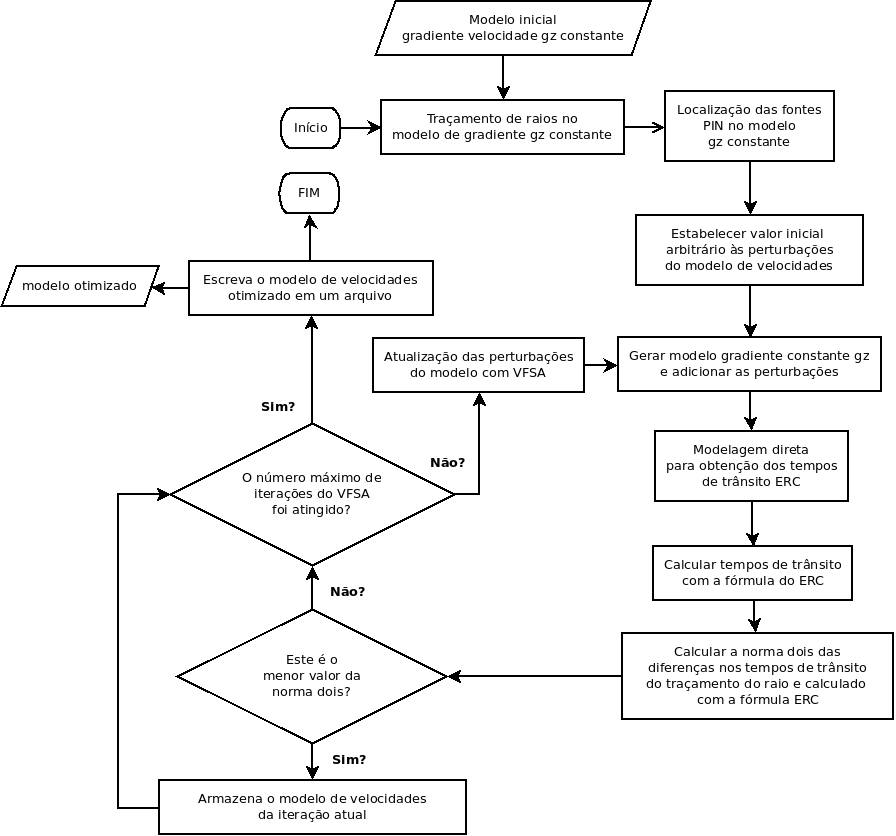 Modelo inicial
gradiente velocidade gz constante
Início
Traçamento de raios no
modelo de gradiente gz constante
Localização das fontes
PIN no modelo
gz constante
FIM
Estabelecer valor inicial
arbitrário às perturbações
do modelo de velocidades
modelo otimizado
Escreva o modelo de velocidades
otimizado em um arquivo
Atualização das perturbações
do modelo com VFSA
Gerar modelo gradiente constante gz
e adicionar as perturbações
Sim?
Não?
Modelagem direta
para obtenção dos tempos
de trânsito ERC
O número máximo de
iterações do VFSA
foi atingido?
Calcular tempos de trânsito
com a fórmula do ERC
Não?
Calcular a norma dois das
diferenças nos tempos de trânsito
do traçamento do raio e calculado
com a fórmula ERC
Este é o
menor valor da
norma dois?
Sim?
Armazena o modelo de velocidades
da iteração atual